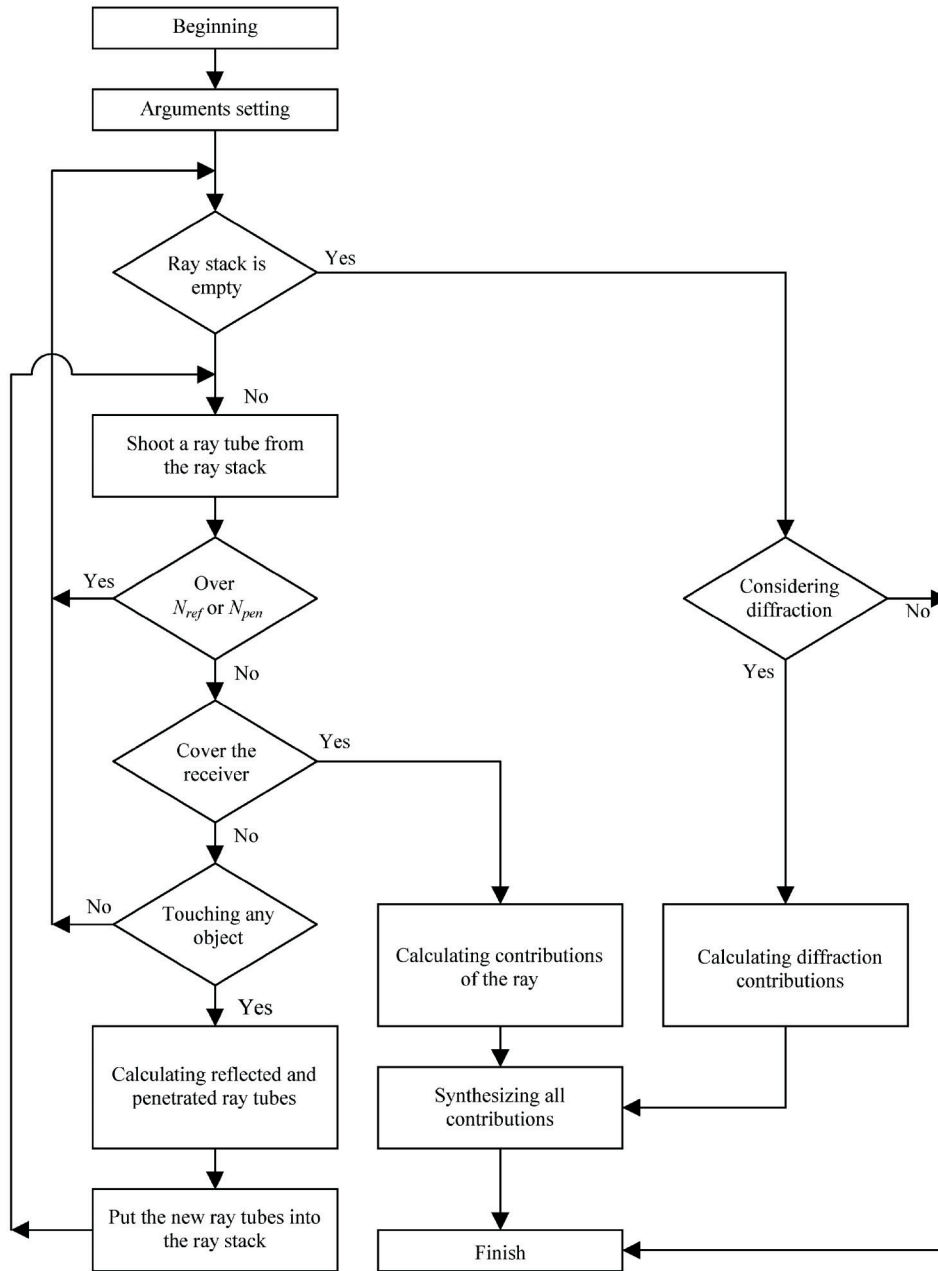 Beginning
Arguments setting
Ray stack is
empty
Yes
No
Shoot a ray tube from
the ray stack
Over
N_ref or N_pen
Yes
No
Considering
diffraction
No
Yes
Cover the
receiver
Yes
No
Touching any
object
No
Yes
Calculating contributions
of the ray
Calculating diffraction
contributions
Calculating reflected and
penetrated ray tubes
Synthesizing all
contributions
Put the new ray tubes into
the ray stack
Finish